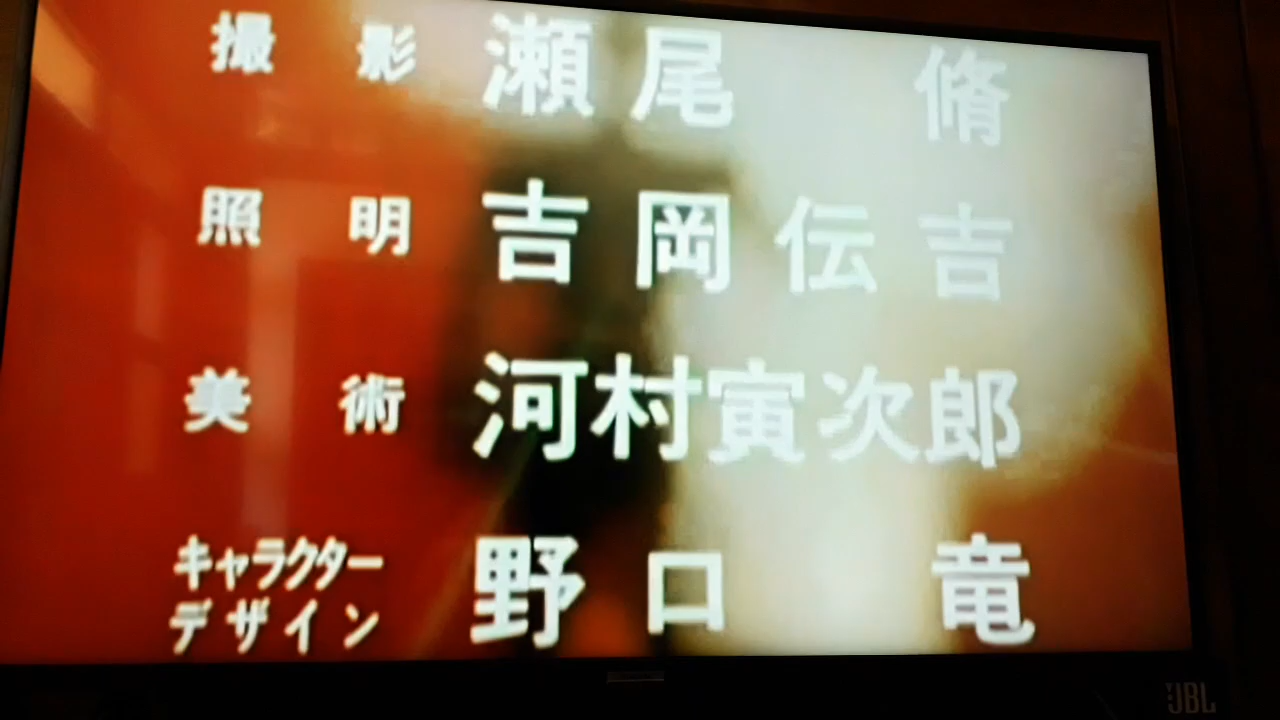 撮影 瀬尾 脩
照明 吉岡伝吉
美術 河村寅次郎
キャラクター
デザイン 野口 竜
JBL